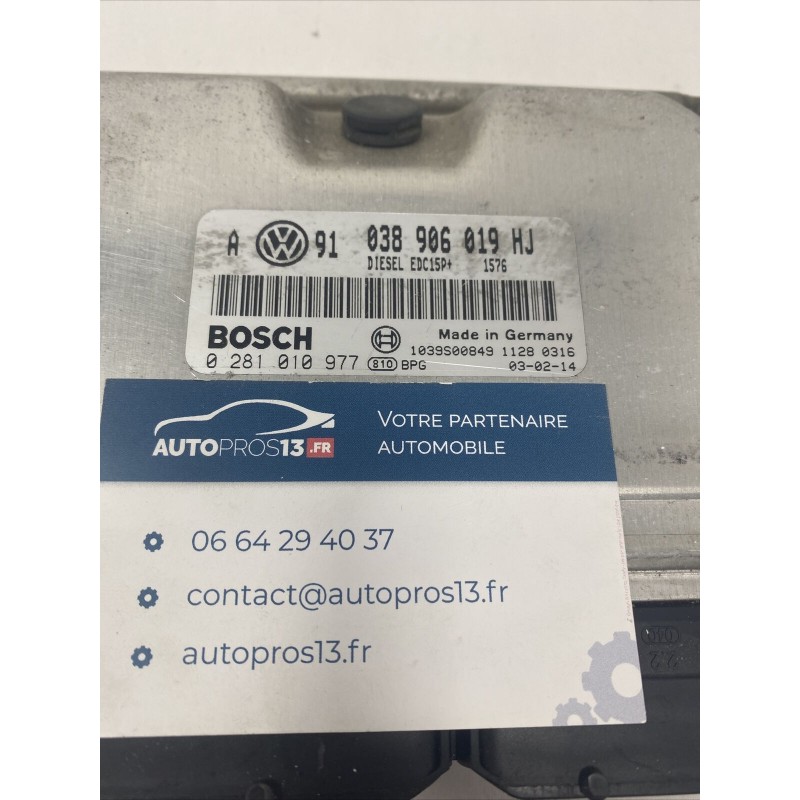 A VW 91 038 906 019 HJ
DIESEL EDC15P+ 1576
BOSCH Made in Germany
1039S00849 1128 0316
0 281 010 977 810 BPG 03-02-14
AUTOPROS13.FR
VOTRE PARTENAIRE
AUTOMOBILE
06 64 29 40 37
contact@autopros13.fr
autopros13.fr